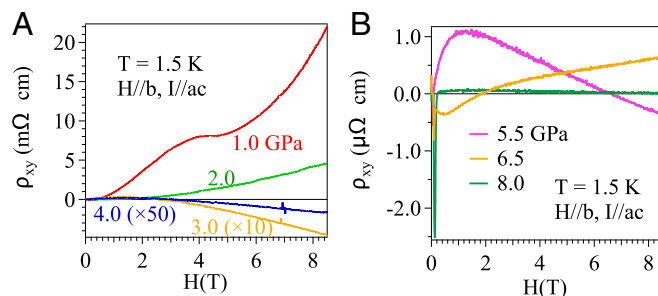 A
ρxy (mΩ cm)
20
15
10
5
0
T = 1.5 K
H//b, I//ac
1.0 GPa
2.0
4.0 (×50)
3.0 (×10)
0 2 4 6 8
H(T)
B
ρxy (μΩ cm)
1.0
0.0
-1.0
-2.0
5.5 GPa
6.5
8.0
T = 1.5 K
H//b, I//ac
0 2 4 6 8
H(T)